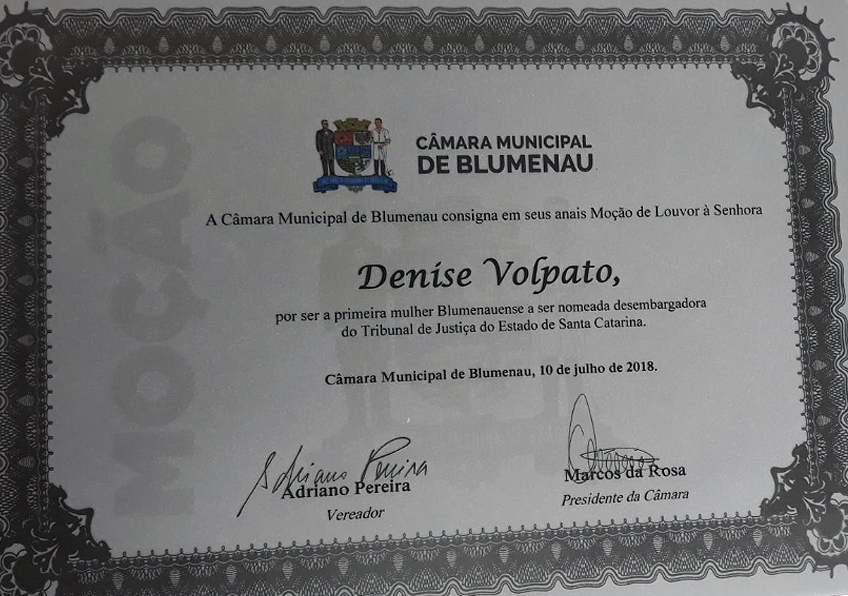 MOÇÃO
CÂMARA MUNICIPAL
DE BLUMENAU
A Câmara Municipal de Blumenau consigna em seus anais Moção de Louvor à Senhora
Denise Volpato,
por ser a primeira mulher Blumenauense a ser nomeada desembargadora
do Tribunal de Justiça do Estado de Santa Catarina.
Câmara Municipal de Blumenau, 10 de julho de 2018.
Adriano Pereira
Adriano Pereira
Vereador
Marcos da Rosa
Presidente da Câmara